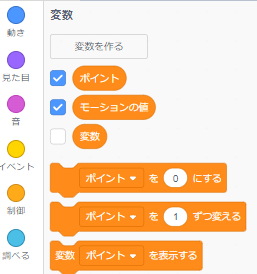 変数
変数を作る
動き
ポイント
見た目
モーションの値
音
変数
イベント
ポイント を 0 にする
制御
ポイント を 1 ずつ変える
調べる
変数 ポイント を表示する